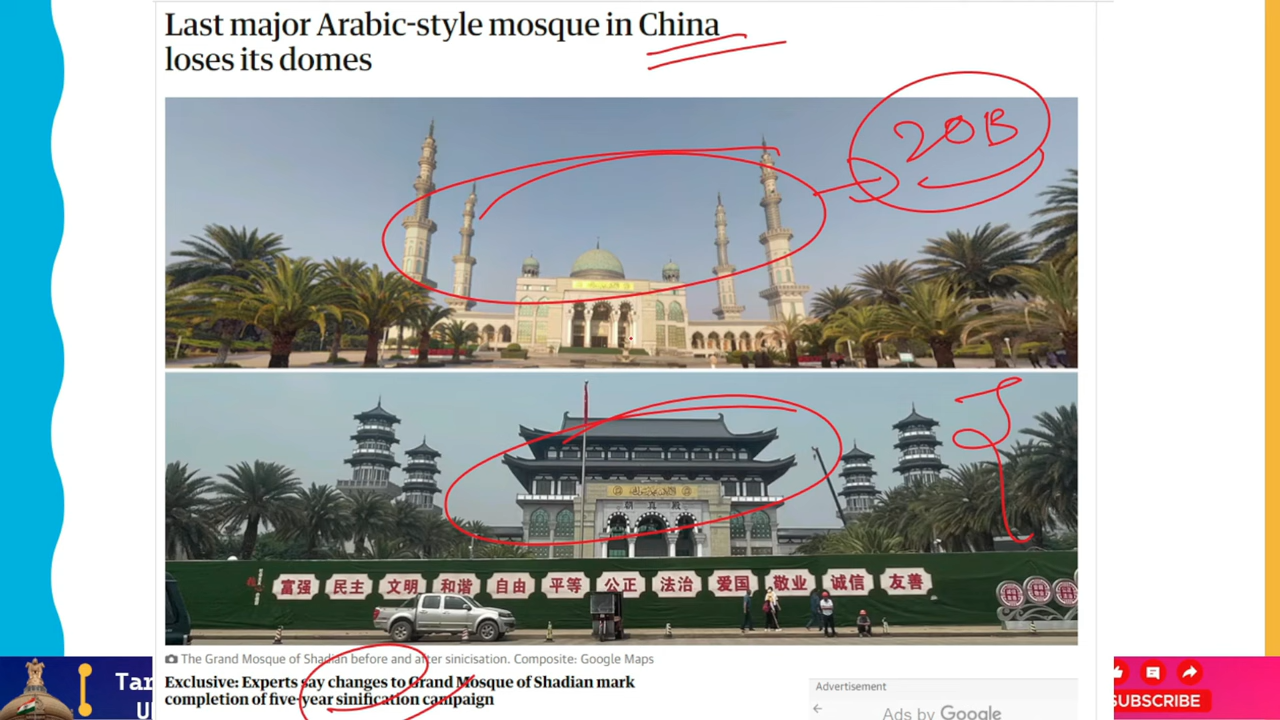 Last major Arabic-style mosque in China
loses its domes
20B
富强 民主 文明 和谐 自由 平等 公正 法治 爱国 敬业 诚信 友善
The Grand Mosque of Shadian before and after sinicisation. Composite: Google Maps
Exclusive: Experts say changes to Grand Mosque of Shadian mark
completion of five-year sinification campaign
Advertisement
Ads by Google
Tar
U
SUBSCRIBE